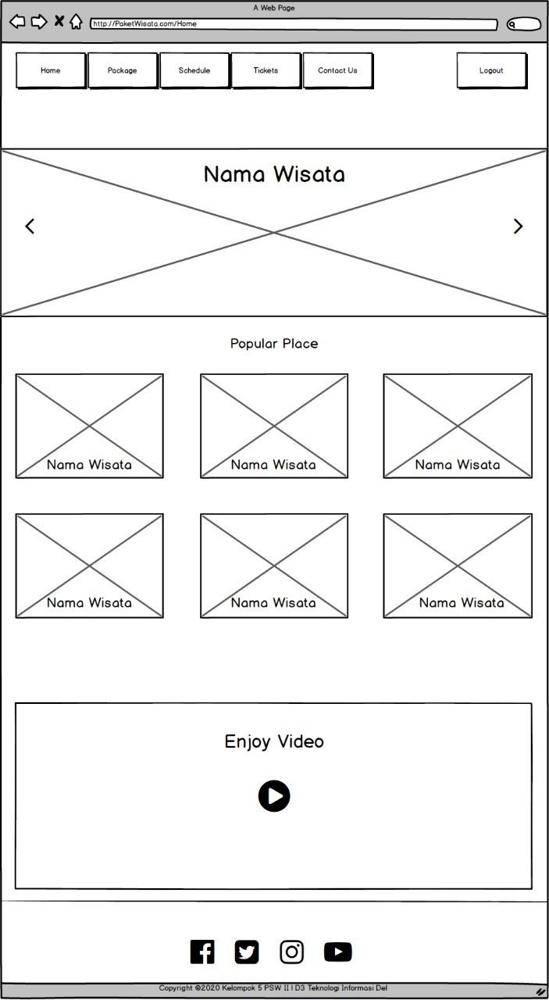 A Web Page
http://PaketWisata.com/Home
Home
Package
Schedule
Tickets
Contact Us
Logout
Nama Wisata
Popular Place
Nama Wisata
Nama Wisata
Nama Wisata
Nama Wisata
Nama Wisata
Nama Wisata
Enjoy Video
Copyright ©2020 Kelompok 5 PSW II | D3 Teknologi Informasi Del